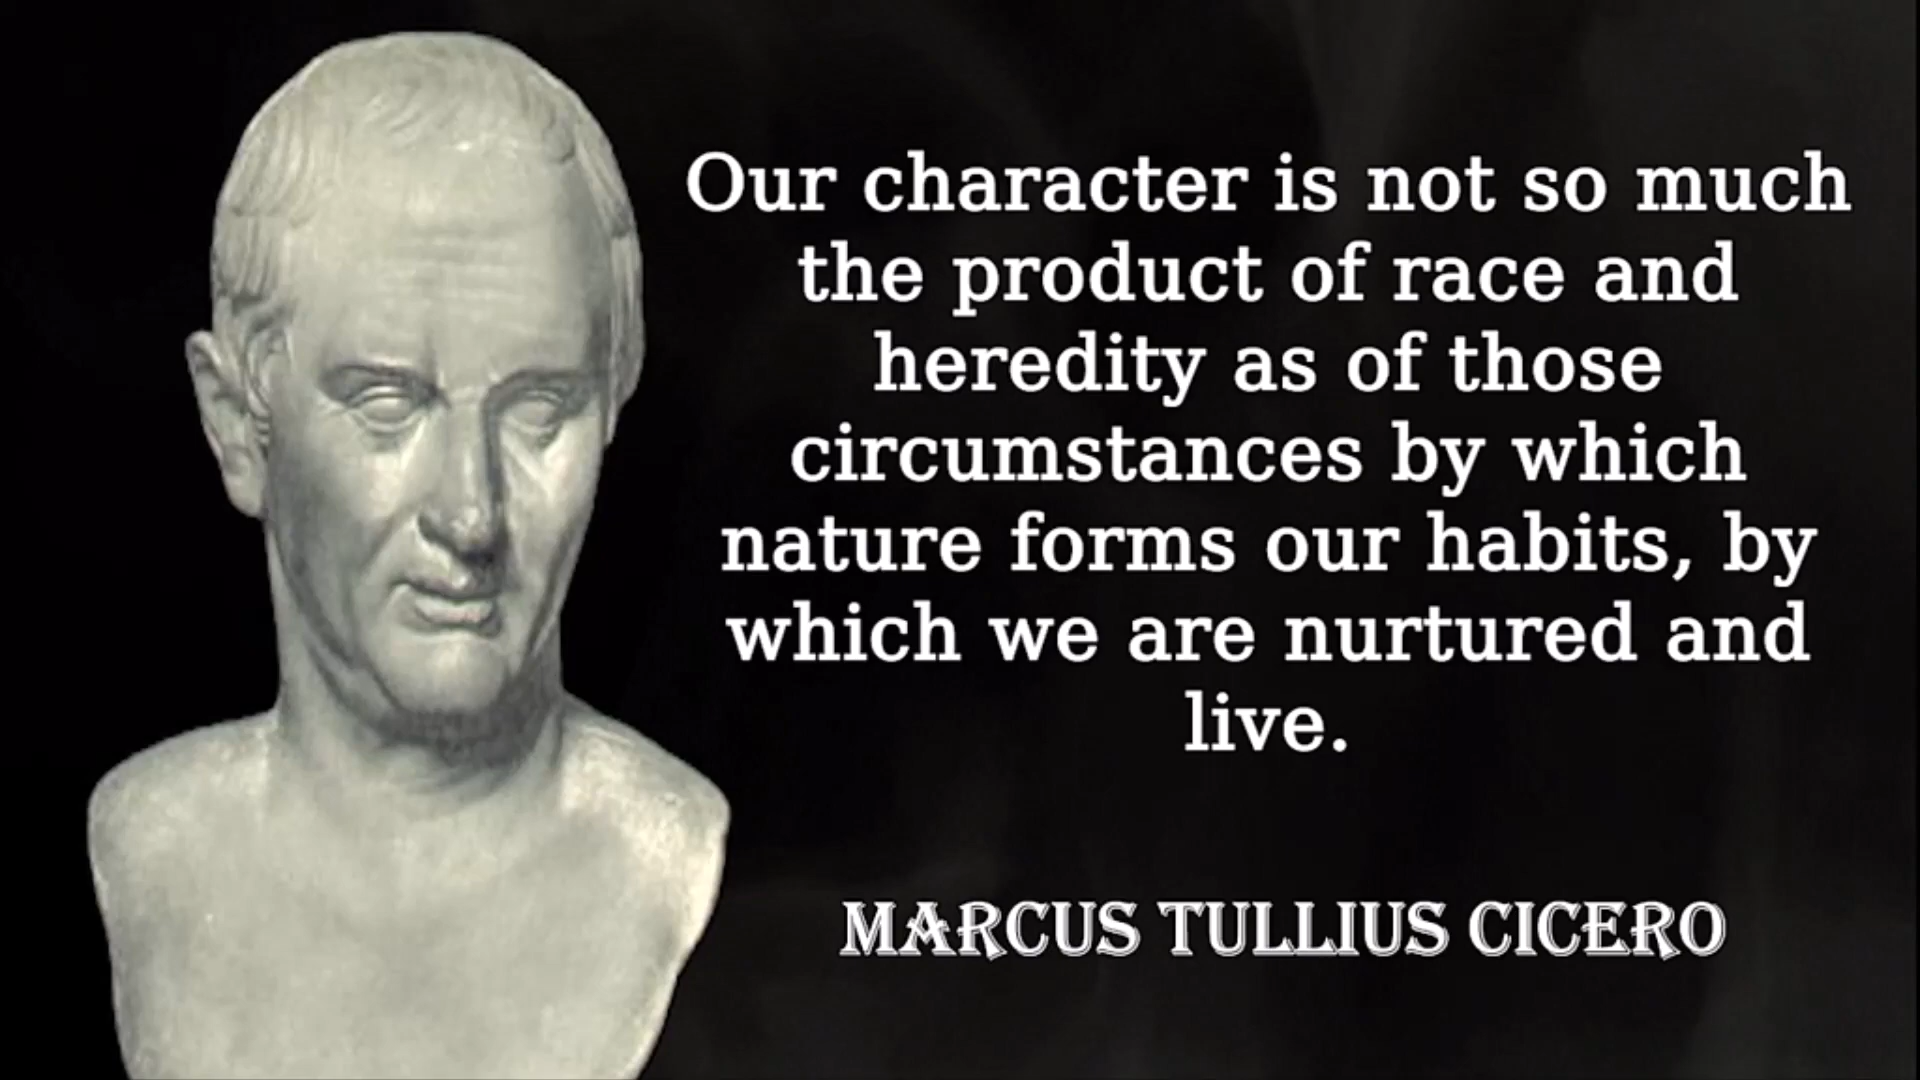 Our character is not so much
the product of race and
heredity as of those
circumstances by which
nature forms our habits, by
which we are nurtured and
live.
MARCUS TULLIUS CICERO